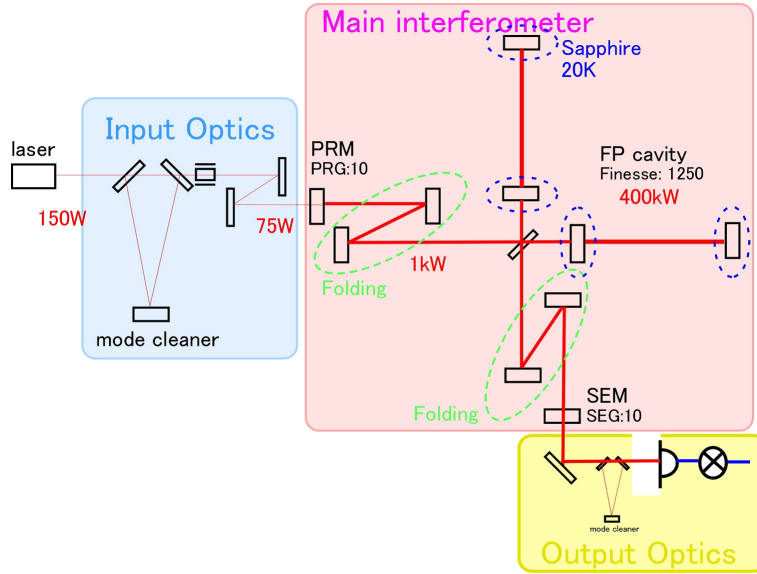 Main interferometer
Sapphire
20K
Input Optics
laser
PRM
PRG:10
FP cavity
Finesse: 1250
400kW
150W
75W
1kW
Folding
mode cleaner
SEM
SEG:10
Folding
mode cleaner
Output Optics